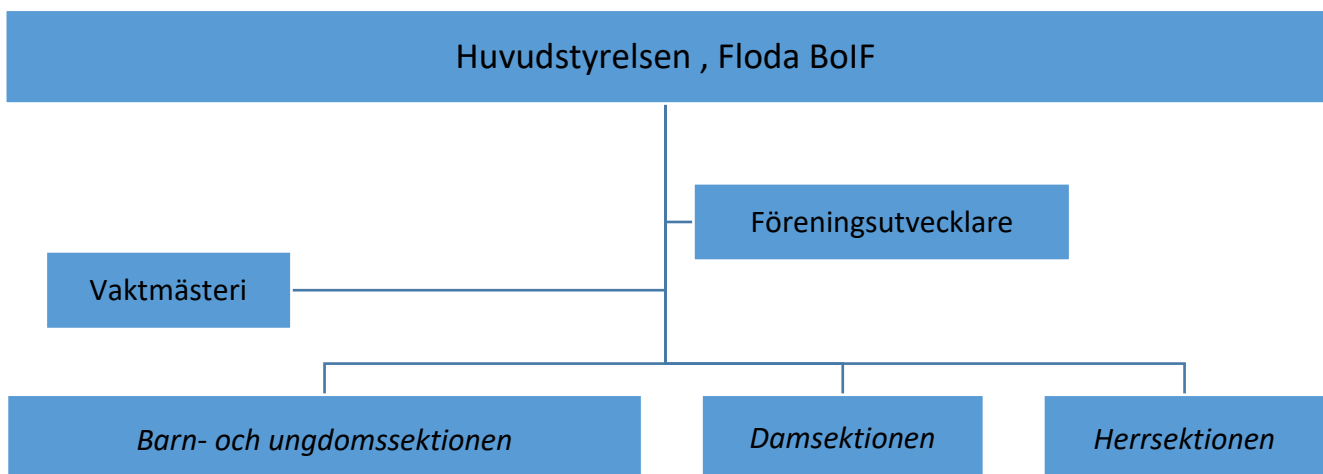 Huvudstyrelsen , Floda BoIF
Föreningsutvecklare
Vaktmästeri
Barn- och ungdomssektionen
Damsektionen
Herrsektionen